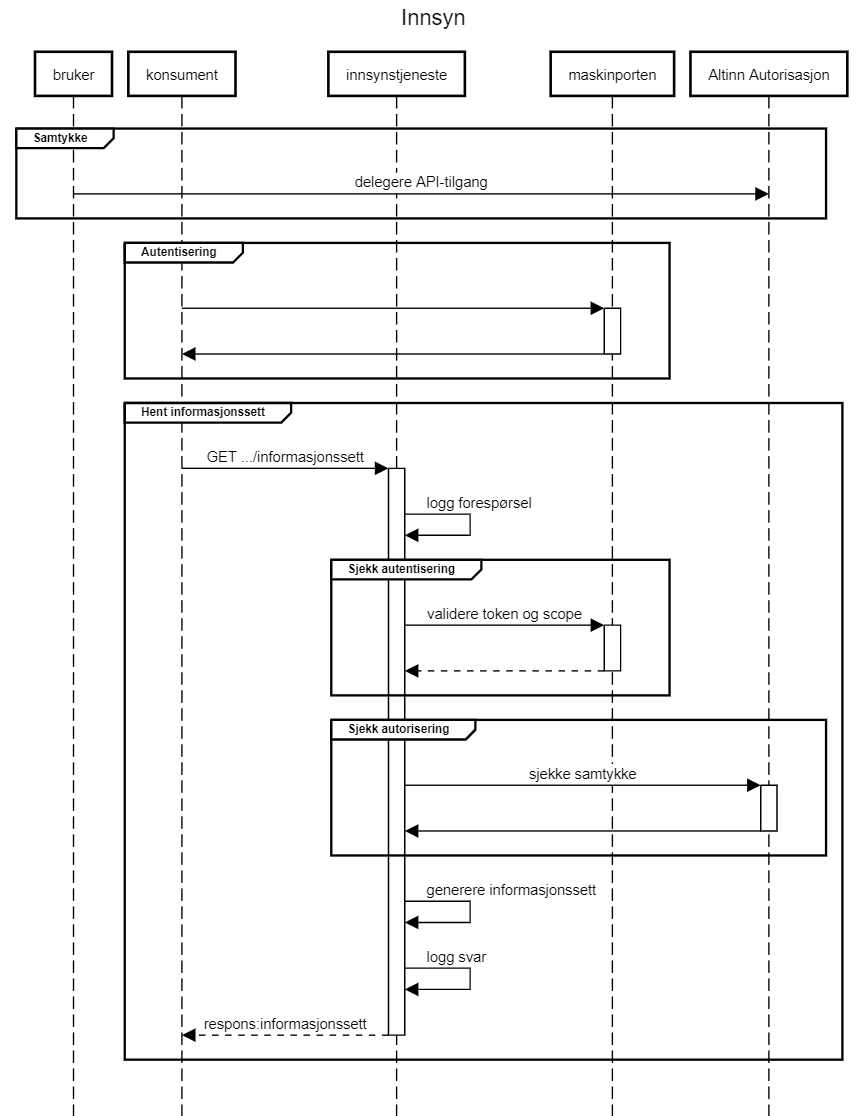 Innsyn
bruker
konsument
innsynstjeneste
maskinporten
Altinn Autorisasjon
Samtykke
delegere API-tilgang
Autentisering
Hent informasjonssett
GET .../informasjonssett
logg forespørsel
Sjekk autentisering
validere token og scope
Sjekk autorisering
sjekke samtykke
generere informasjonssett
logg svar
respons:informasjonssett